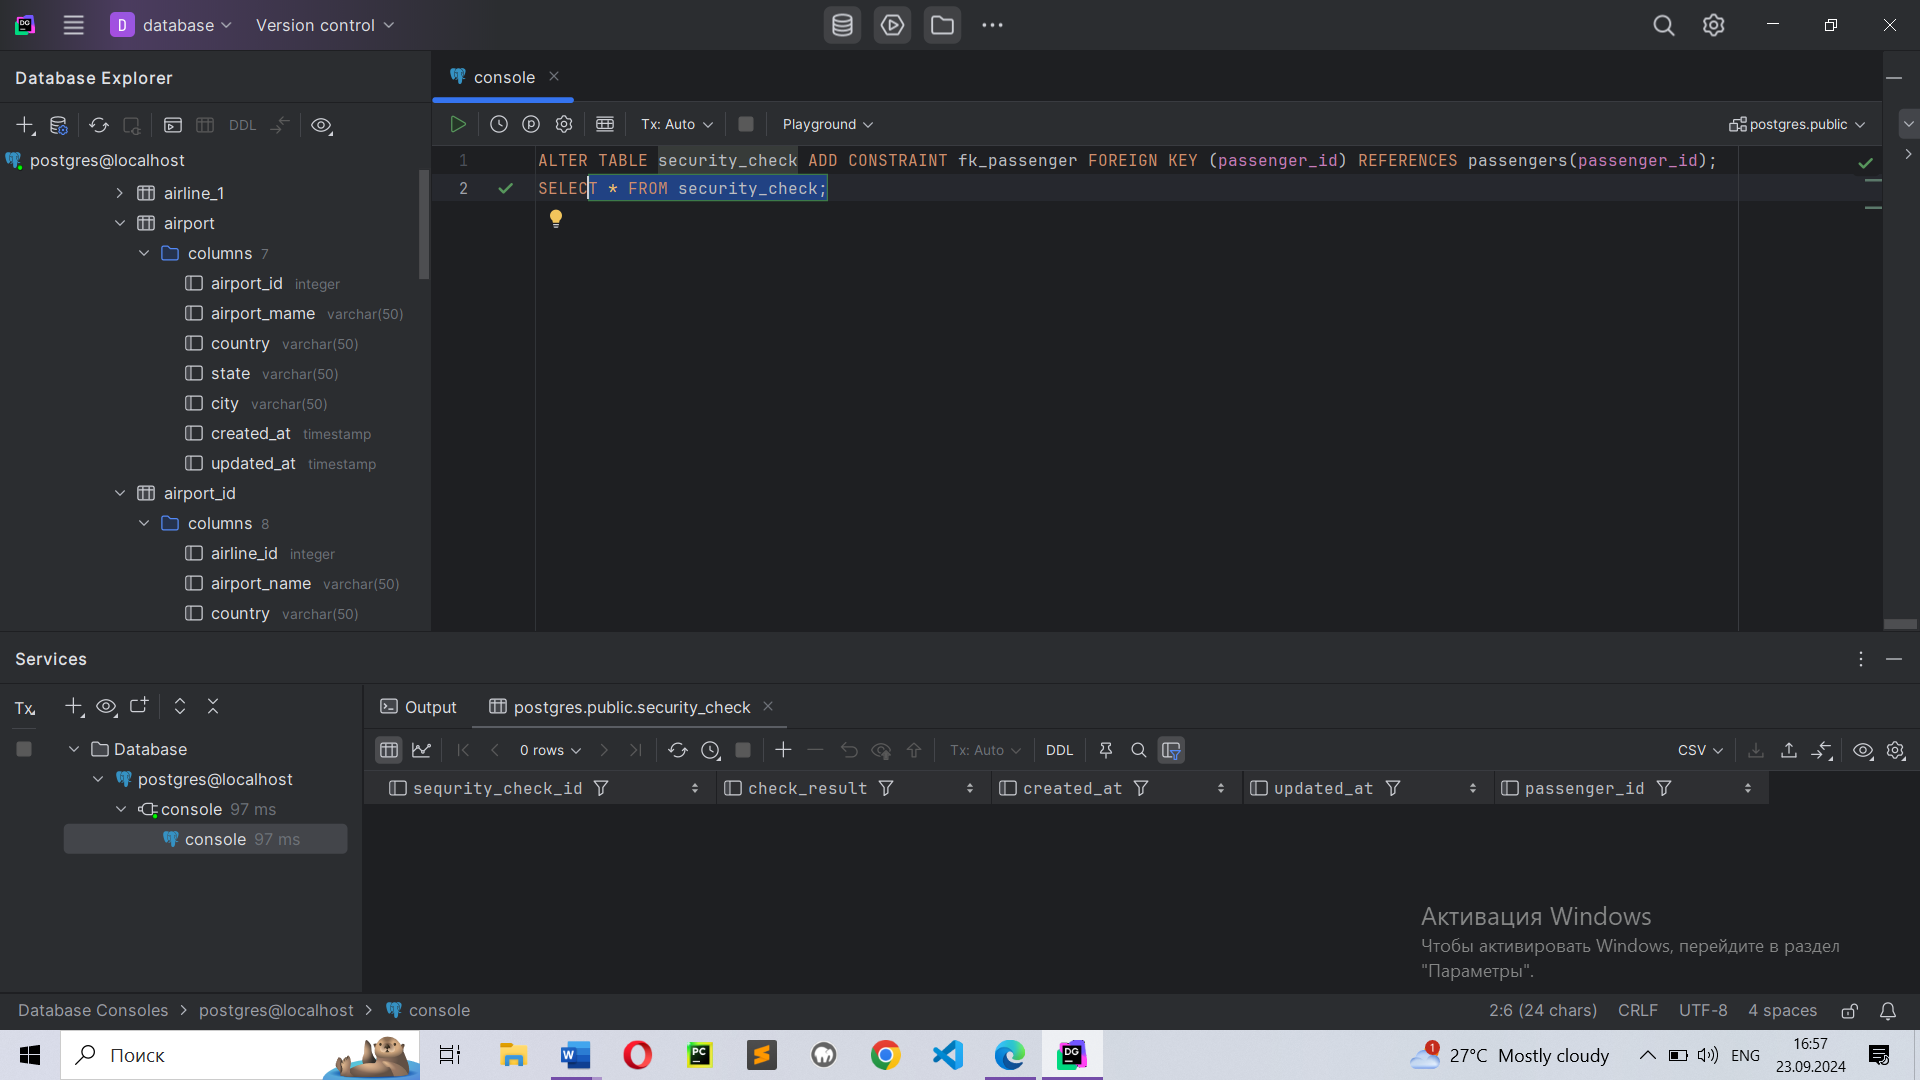 D database Version control
Database Explorer
console
DDL
Tx: Auto Playground postgres.public
postgres@localhost
airline_1
airport
columns 7
airport_id integer
airport_mame varchar(50)
country varchar(50)
state varchar(50)
city varchar(50)
created_at timestamp
updated_at timestamp
airport_id
columns 8
airline_id integer
airport_name varchar(50)
country varchar(50)
1 ALTER TABLE security_check ADD CONSTRAINT fk_passenger FOREIGN KEY (passenger_id) REFERENCES passengers(passenger_id);
2 SELECT * FROM security_check;
Services
Tx
Database
postgres@localhost
console 97 ms
console 97 ms
Output postgres.public.security_check
0 rows Tx: Auto DDL CSV
sequrity_check_id check_result created_at updated_at passenger_id
Активация Windows
Чтобы активировать Windows, перейдите в раздел
"Параметры".
Database Consoles > postgres@localhost > console
2:6 (24 chars) CRLF UTF-8 4 spaces
Поиск
W
PC
DG
1
27°C Mostly cloudy
ENG
16:57
23.09.2024